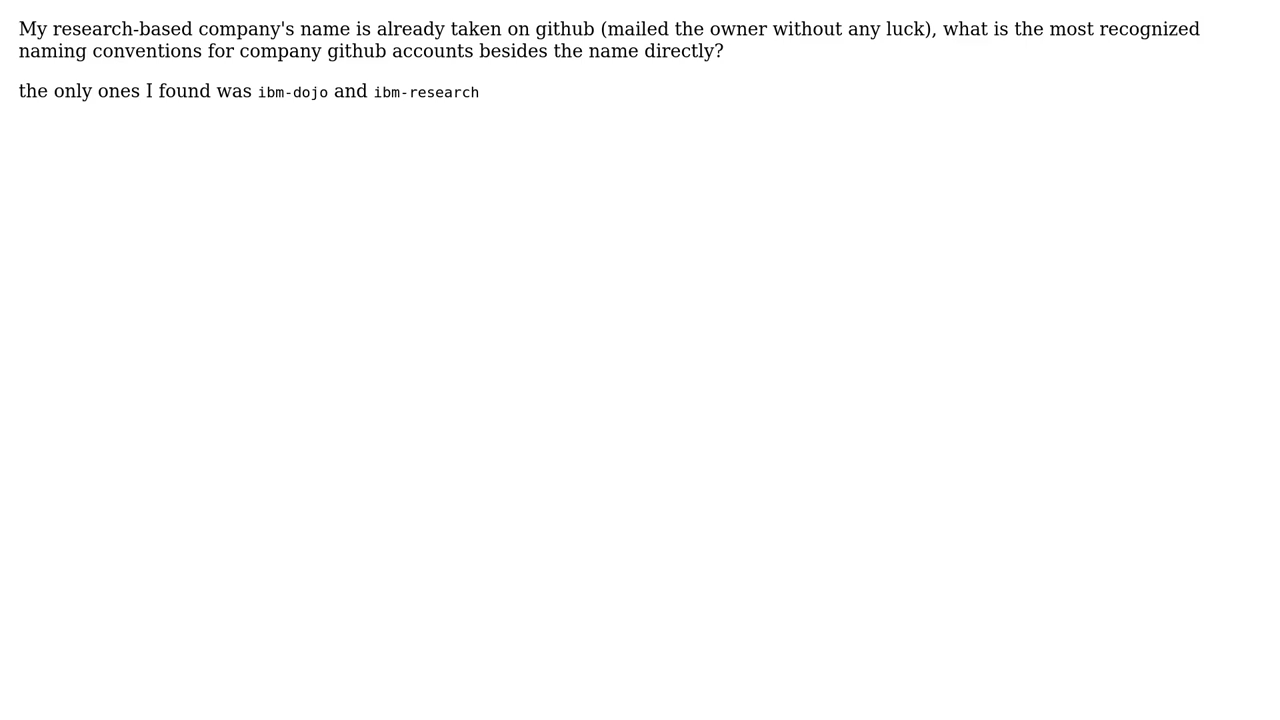 My research-based company's name is already taken on github (mailed the owner without any luck), what is the most recognized
naming conventions for company github accounts besides the name directly?
the only ones I found was ibm-dojo and ibm-research